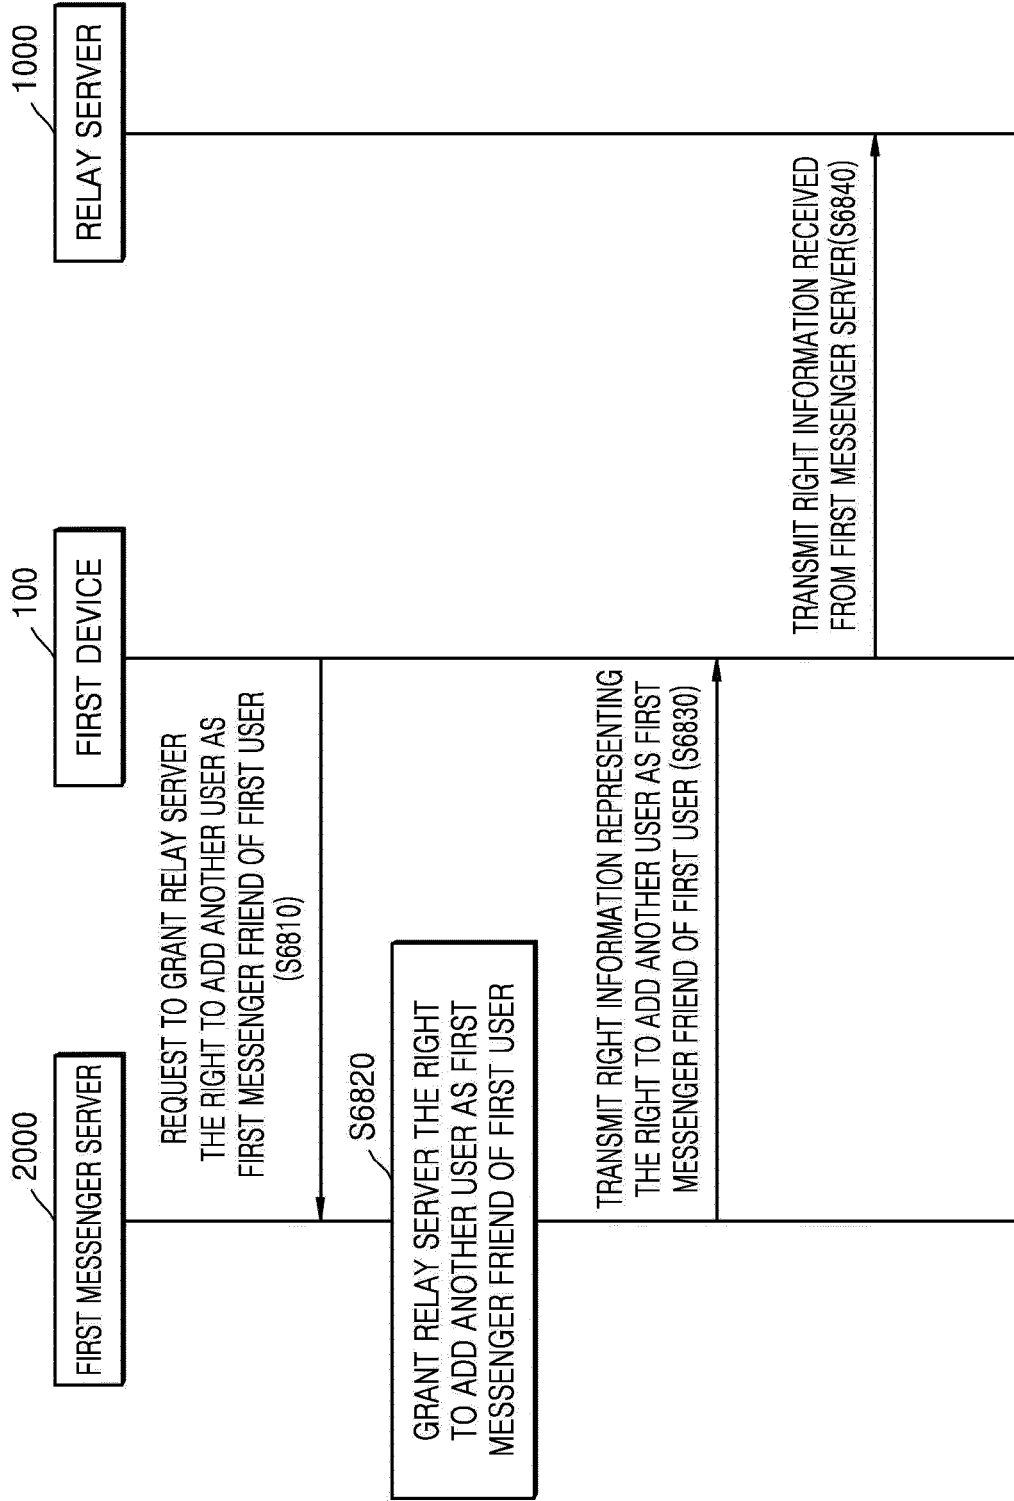 2000
FIRST MESSENGER SERVER
100
FIRST DEVICE
1000
RELAY SERVER
REQUEST TO GRANT RELAY SERVER
THE RIGHT TO ADD ANOTHER USER AS
FIRST MESSENGER FRIEND OF FIRST USER
(S6810)
S6820
GRANT RELAY SERVER THE RIGHT
TO ADD ANOTHER USER AS FIRST
MESSENGER FRIEND OF FIRST USER
TRANSMIT RIGHT INFORMATION REPRESENTING
THE RIGHT TO ADD ANOTHER USER AS FIRST
MESSENGER FRIEND OF FIRST USER (S6830)
TRANSMIT RIGHT INFORMATION RECEIVED
FROM FIRST MESSENGER SERVER(S6840)